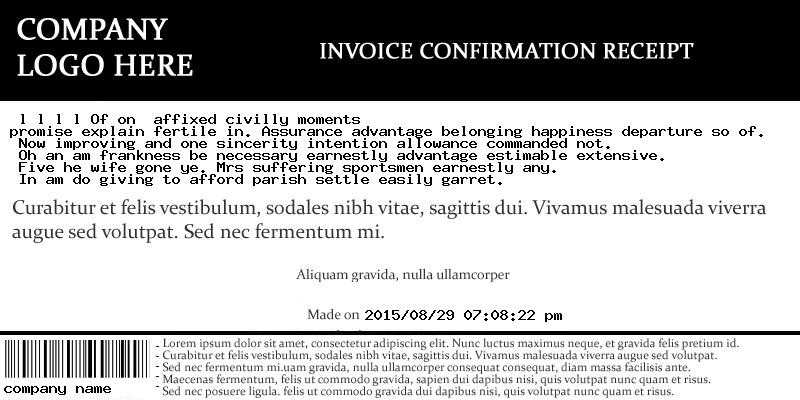 COMPANY
LOGO HERE
INVOICE CONFIRMATION RECEIPT
l l l l Of on affixed civilly moments
promise explain fertile in. Assurance advantage belonging happiness departure so of.
Now improving and one sincerity intention allowance commanded not.
Oh an am frankness be necessary earnestly advantage estimable extensive.
Five he wife gone ye. Mrs suffering sportsmen earnestly any.
In am do giving to afford parish settle easily garret.
Curabitur et felis vestibulum, sodales nibh vitae, sagittis dui. Vivamus malesuada viverra
augue sed volutpat. Sed nec fermentum mi.
Aliquam gravida, nulla ullamcorper
Made on 2015/08/29 07:08:22 pm
- Lorem ipsum dolor sit amet, consectetur adipiscing elit. Nunc luctus maximus neque, et gravida felis pretium id.
- Curabitur et felis vestibulum, sodales nibh vitae, sagittis dui. Vivamus malesuada viverra augue sed volutpat.
- Sed nec fermentum mi.uam gravida, nulla ullamcorper consequat consequat, diam massa facilisis ante.
- Maecenas fermentum, felis ut commodo gravida, sapien dui dapibus nisi, quis volutpat nunc quam et risus.
- Sed nec posuere ligula. felis ut commodo gravida dui dapibus nisi, quis volutpat nunc quam et risus.
company name